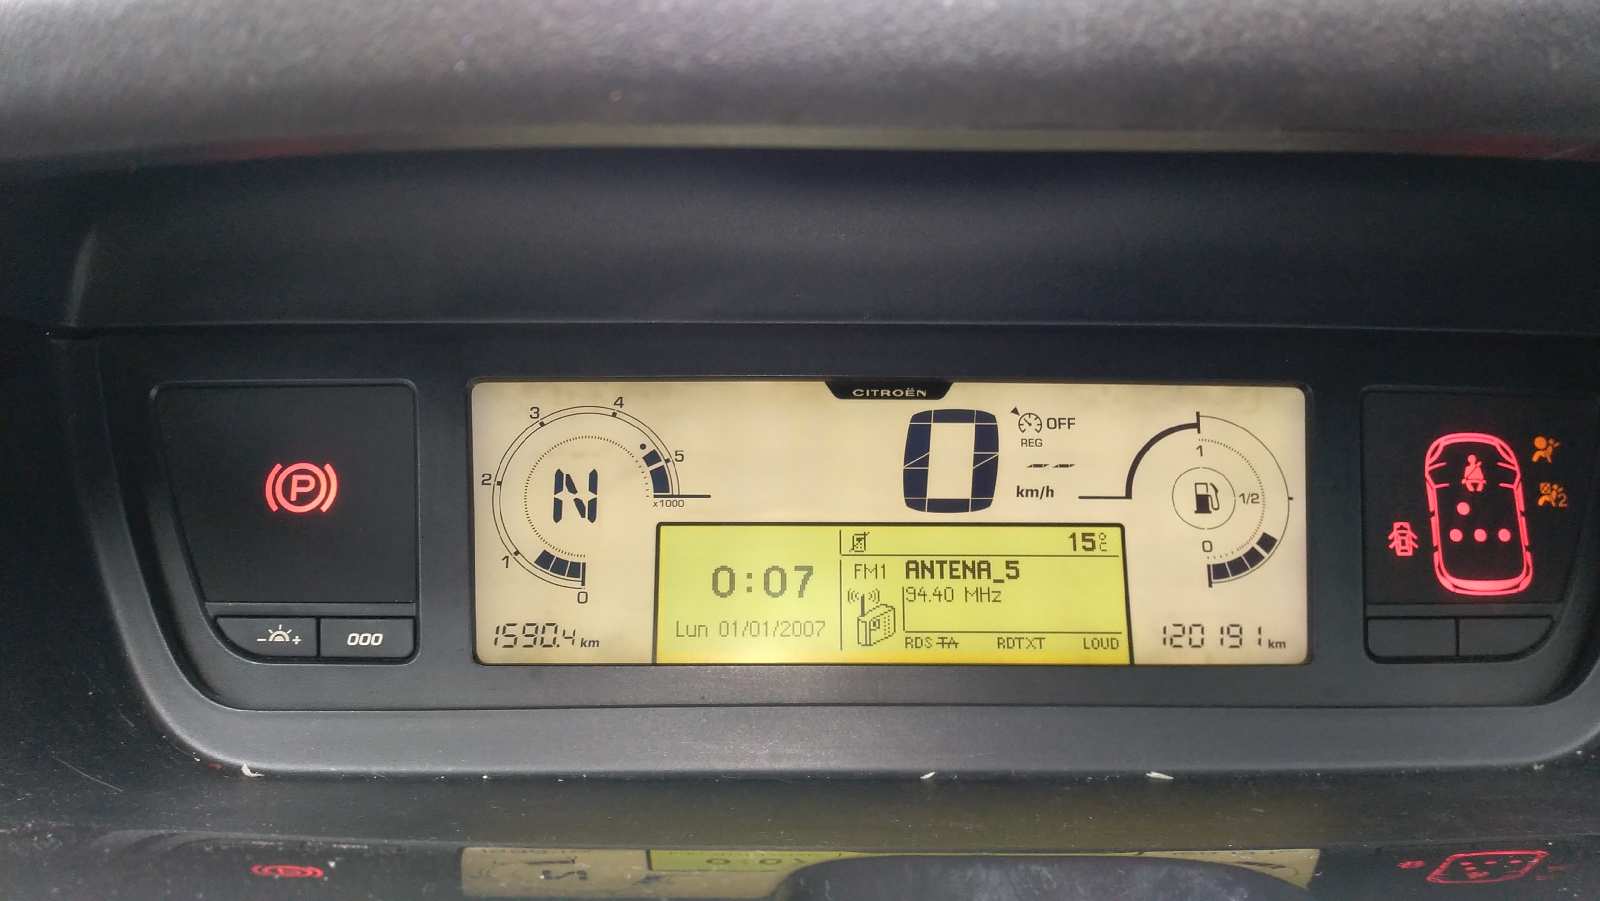 CITROËN
3
4
2
5
x1000
N
1
0
1590.4 km
0
km/h
OFF
REG
--
1
1/2
0
120191 km
15°C
0:07
FM1 ANTENA_5
94.40 MHz
Lun 01/01/2007
RDS TA RDTXT LOUD
P
- +
000
2